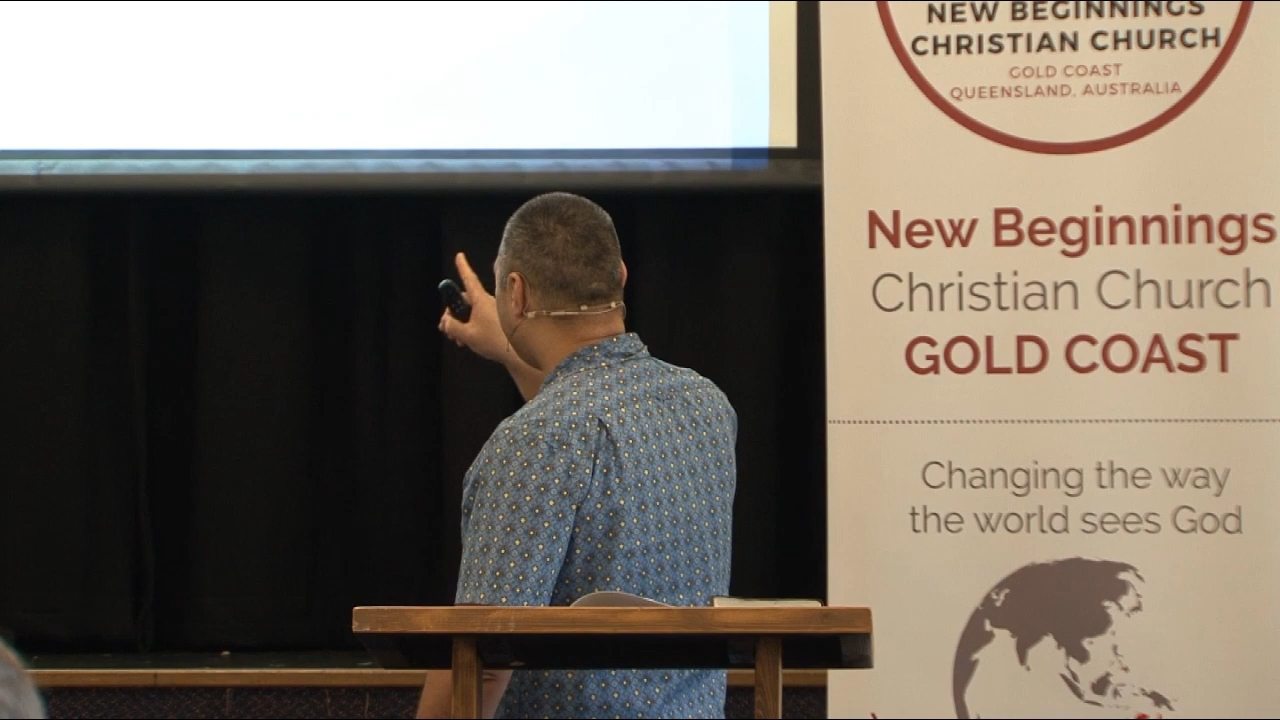 NEW BEGINNINGS
CHRISTIAN CHURCH
GOLD COAST
QUEENSLAND, AUSTRALIA
New Beginnings
Christian Church
GOLD COAST
Changing the way
the world sees God